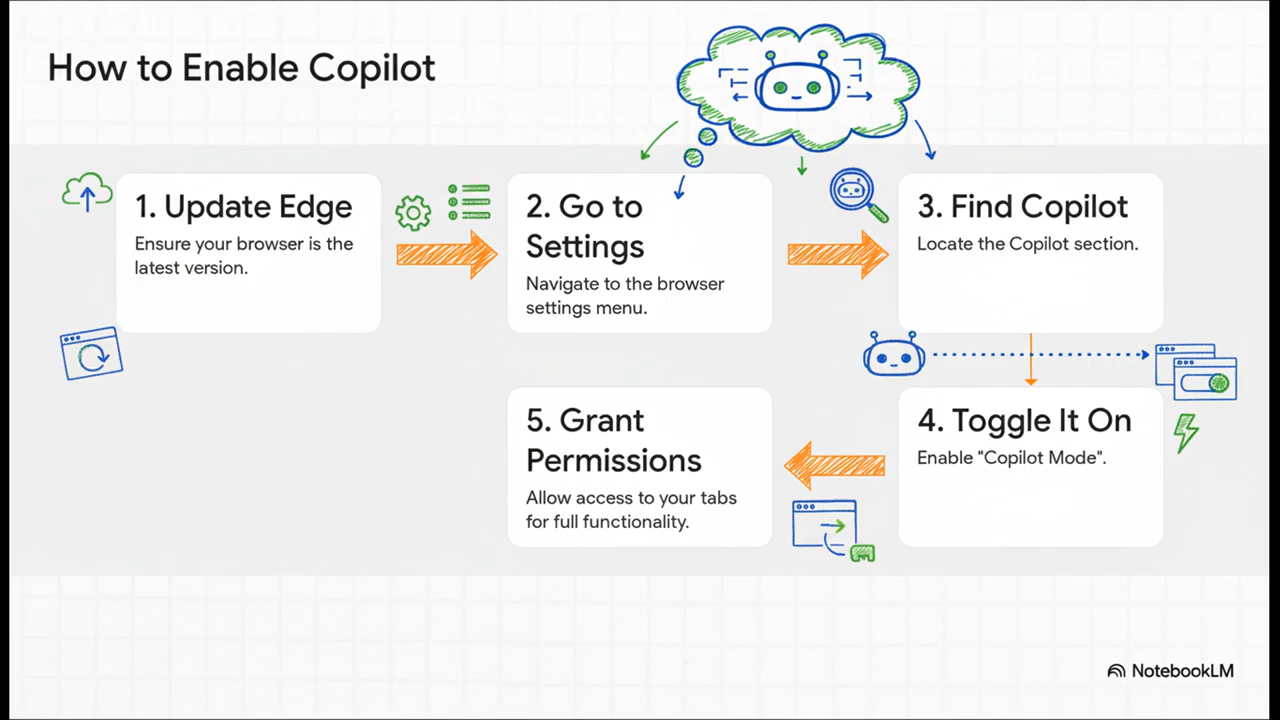 How to Enable Copilot
1. Update Edge
Ensure your browser is the
latest version.
2. Go to
Settings
Navigate to the browser
settings menu.
3. Find Copilot
Locate the Copilot section.
4. Toggle It On
Enable "Copilot Mode".
5. Grant
Permissions
Allow access to your tabs
for full functionality.
NotebookLM